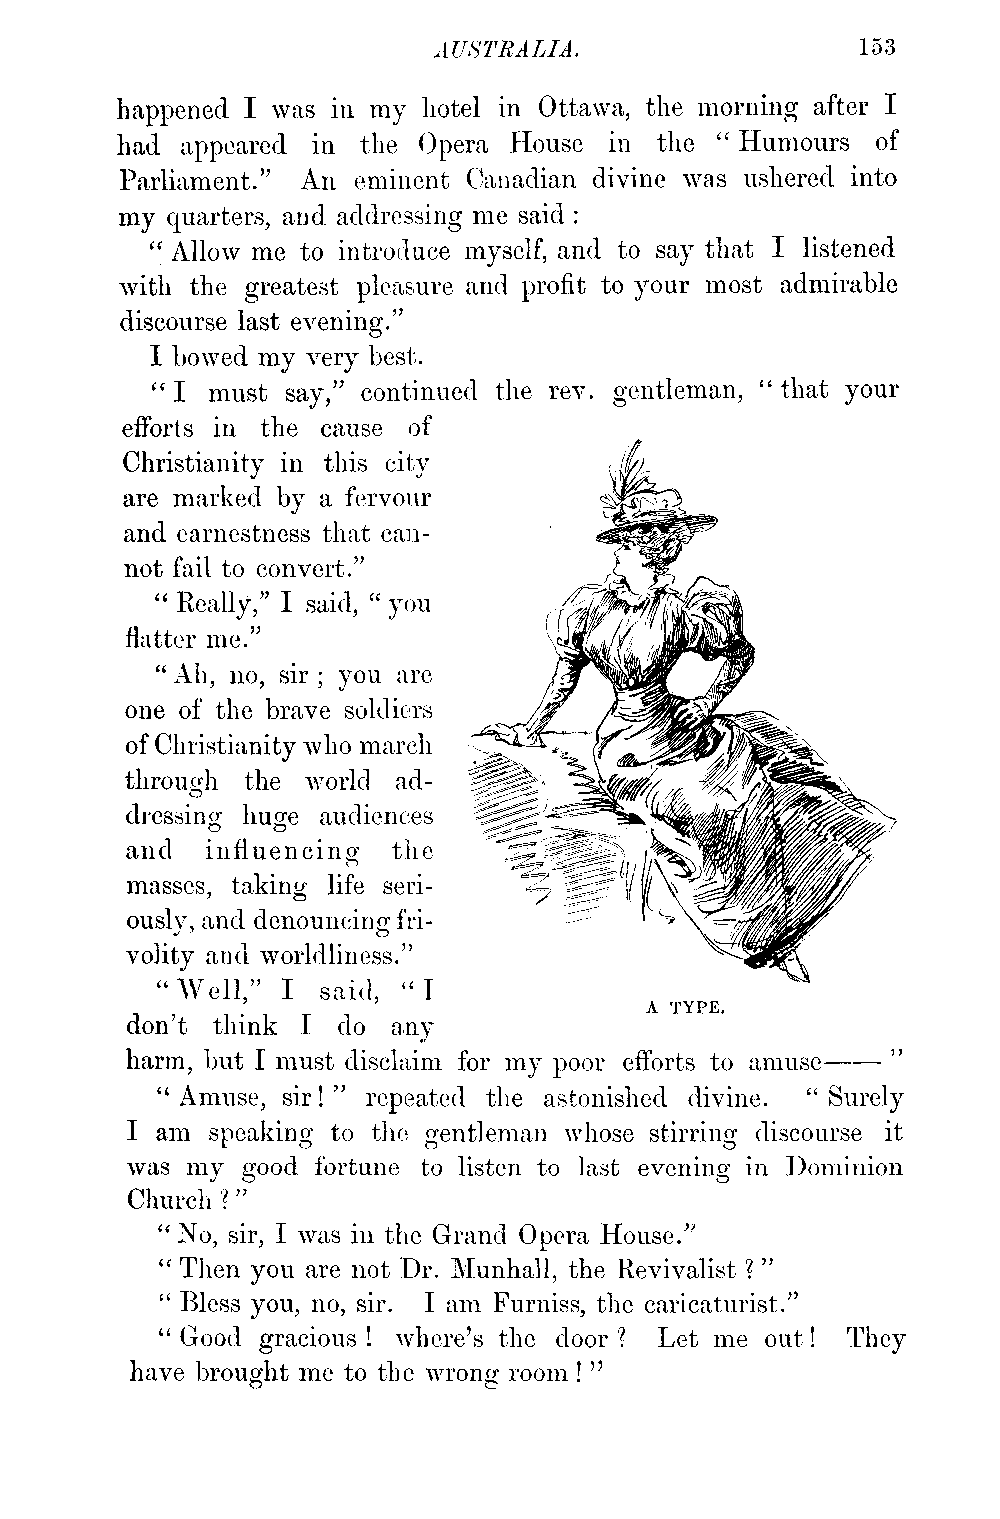 AUSTRALIA. 153
happened I was in my hotel in Ottawa, the morning after I
had appeared in the Opera House in the “ Humours of
Parliament.” An eminent Canadian divine was ushered into
my quarters, and addressing me said :
“ Allow me to introduce myself, and to say that I listened
with the greatest pleasure and profit to your most admirable
discourse last evening.”
I bowed my very best.
“ I must say,” continued the rev. gentleman, “ that your
efforts in the cause of
Christianity in this city
are marked by a fervour
and earnestness that can-
not fail to convert.”
“ Really,” I said, “ you
flatter me.”
“ Ah, no, sir ; you are
one of the brave soldiers
of Christianity who march
through the world ad-
dressing huge audiences
and influencing the
masses, taking life seri-
ously, and denouncing fri-
volity and worldliness.”
“ Well,” I said, “ I
don’t think I do any
A TYPE.
harm, but I must disclaim for my poor efforts to amuse—— ”
“ Amuse, sir! ” repeated the astonished divine. “ Surely
I am speaking to the gentleman whose stirring discourse it
was my good fortune to listen to last evening in Dominion
Church ? ”
“ No, sir, I was in the Grand Opera House.”
“ Then you are not Dr. Munhall, the Revivalist ? ”
“ Bless you, no, sir. I am Furniss, the caricaturist.”
“ Good gracious ! where’s the door ? Let me out ! They
have brought me to the wrong room ! ”